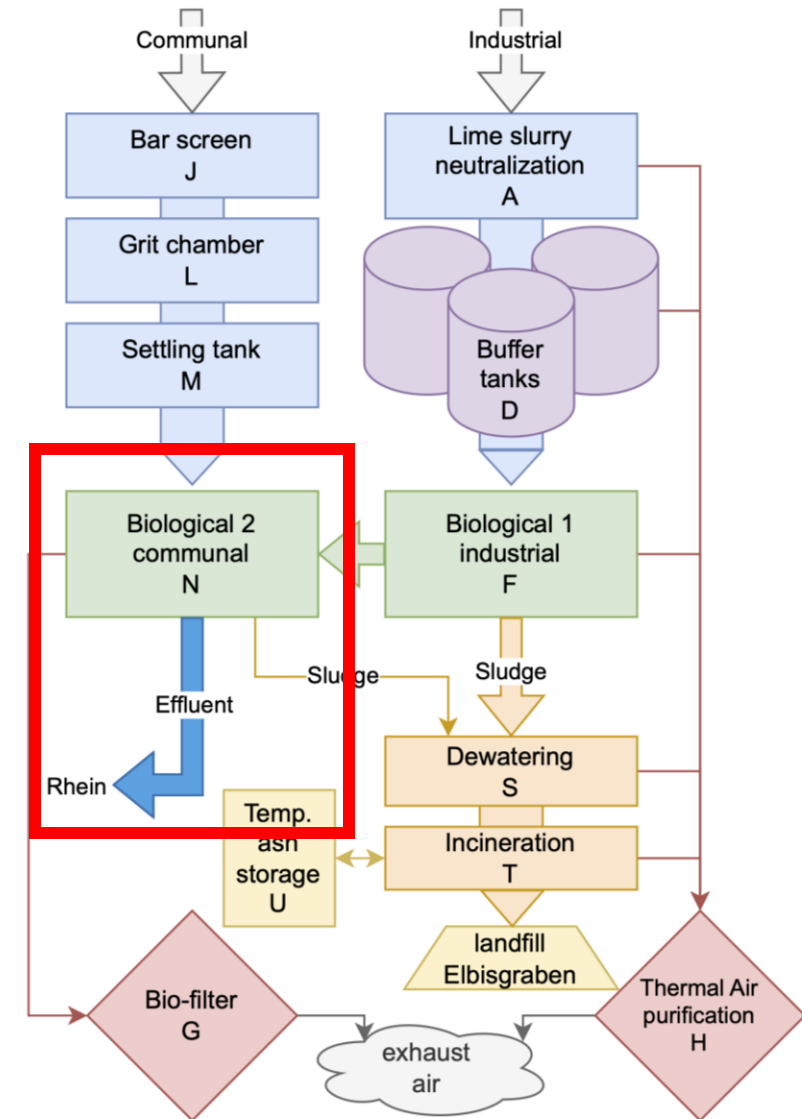 Communal
Industrial
Bar screen
J
Lime slurry
neutralization
A
Grit chamber
L
Settling tank
M
Buffer
tanks
D
Biological 2
communal
N
Biological 1
industrial
F
Sludge
Sludge
Effluent
Rhein
Dewatering
S
Temp.
ash
storage
U
Incineration
T
landfill
Elbisgraben
Bio-filter
G
Thermal Air
purification
H
exhaust
air